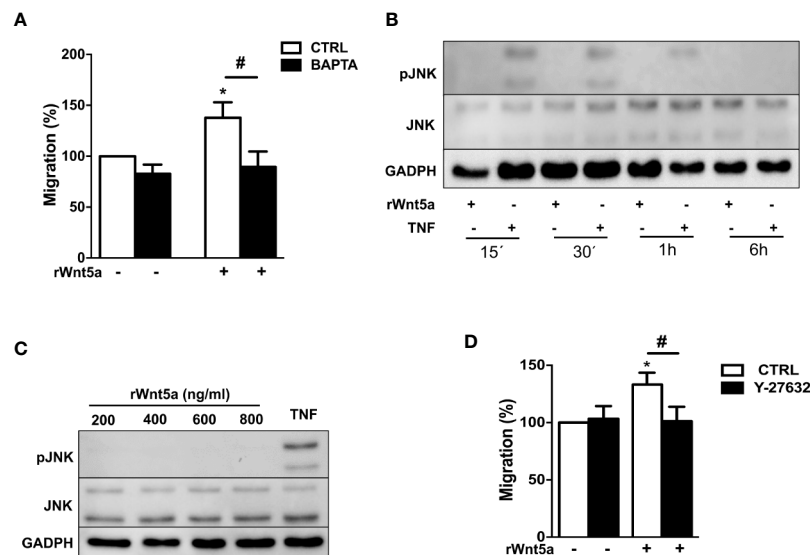 A
CTRL
BAPTA
#
*
200
150
100
50
0
Migration (%)
rWnt5a - - + +
B
pJNK
JNK
GADPH
rWnt5a + - + - + - + -
TNF - + - + - + - +
15´ 30´ 1h 6h
C
rWnt5a (ng/ml)
200 400 600 800 TNF
pJNK
JNK
GADPH
D
CTRL
Y-27632
#
*
150
100
50
0
Migration (%)
rWnt5a - - + +